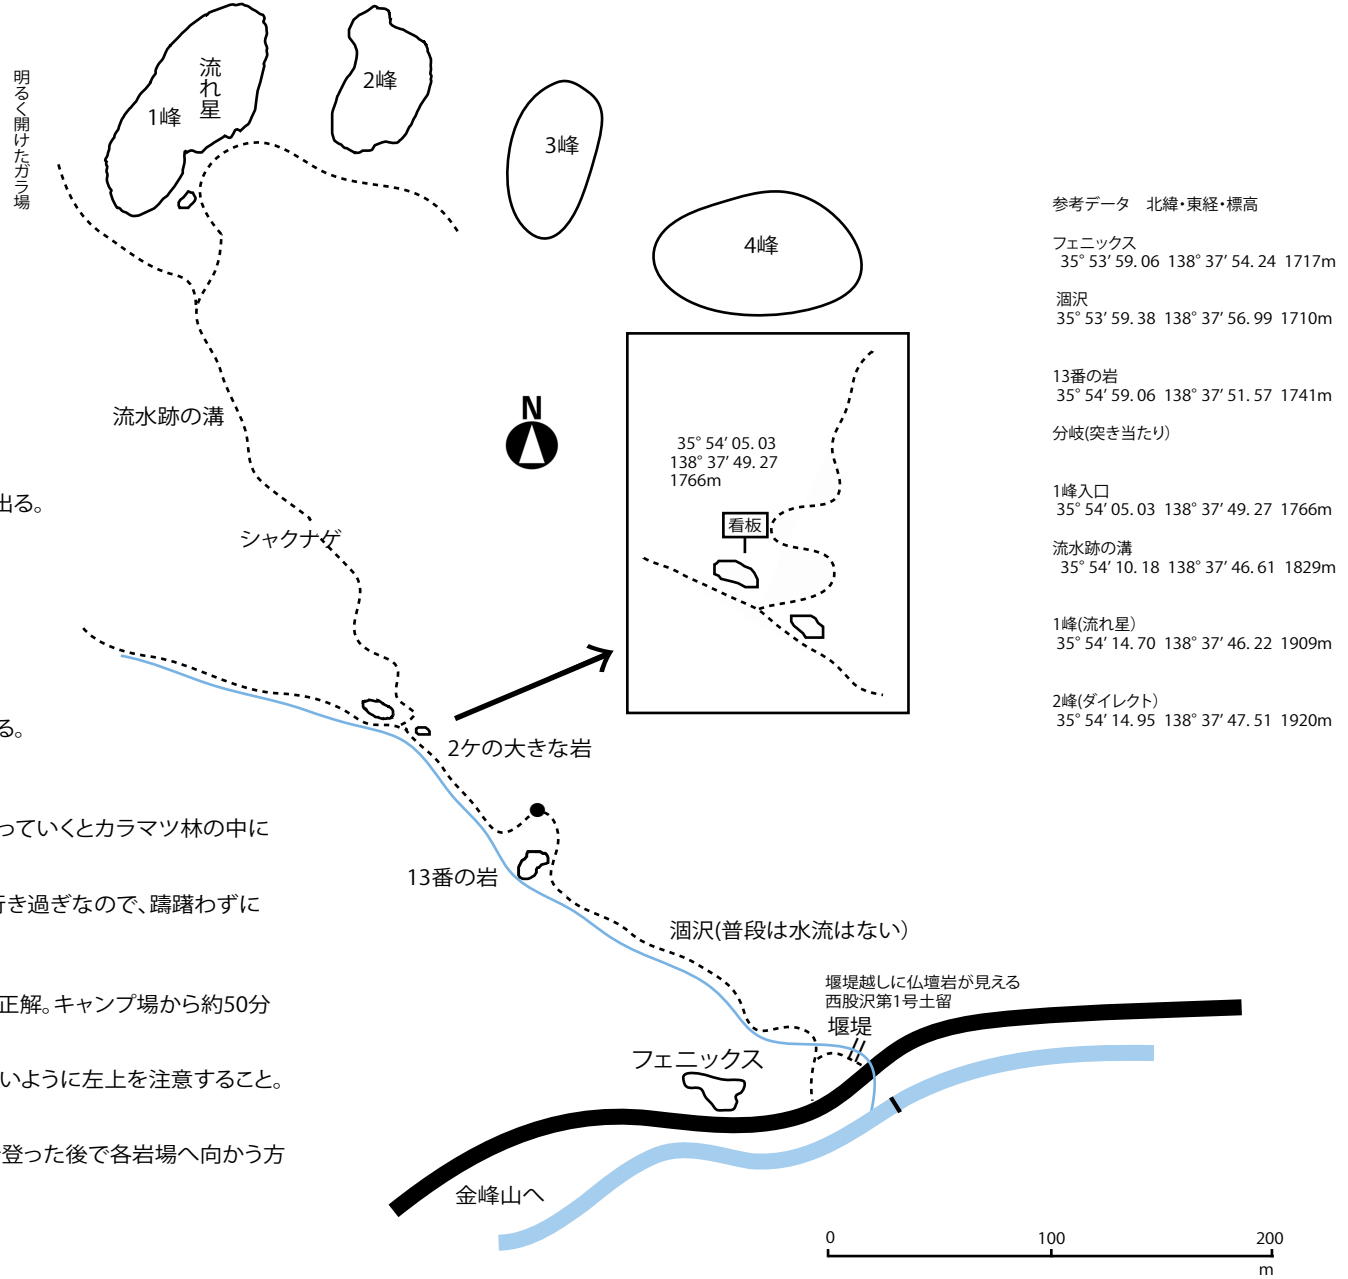 明るく開けたガラ場
1峰
流れ星
2峰
3峰
4峰
流水跡の溝
N
シャクナゲ
35° 54′ 05. 03
138° 37′ 49. 27
1766m
看板
2ケの大きな岩
13番の岩
涸沢(普段は水流はない)
堰堤越しに仏壇岩が見える
西股沢第1号土留
堰堤
フェニックス
金峰山へ
0 100 200
m
出る。
る。
っていくとカラマツ林の中に
行き過ぎなので、躊躇わずに
正解。キャンプ場から約50分
いように左上を注意すること。
登った後で各岩場へ向かう方
参考データ 北緯・東経・標高
フェニックス
35° 53′ 59. 06 138° 37′ 54. 24 1717m
涸沢
35° 53′ 59. 38 138° 37′ 56. 99 1710m
13番の岩
35° 54′ 59. 06 138° 37′ 51. 57 1741m
分岐(突き当たり)
1峰入口
35° 54′ 05. 03 138° 37′ 49. 27 1766m
流水跡の溝
35° 54′ 10. 18 138° 37′ 46. 61 1829m
1峰(流れ星)
35° 54′ 14. 70 138° 37′ 46. 22 1909m
2峰(ダイレクト)
35° 54′ 14. 95 138° 37′ 47. 51 1920m